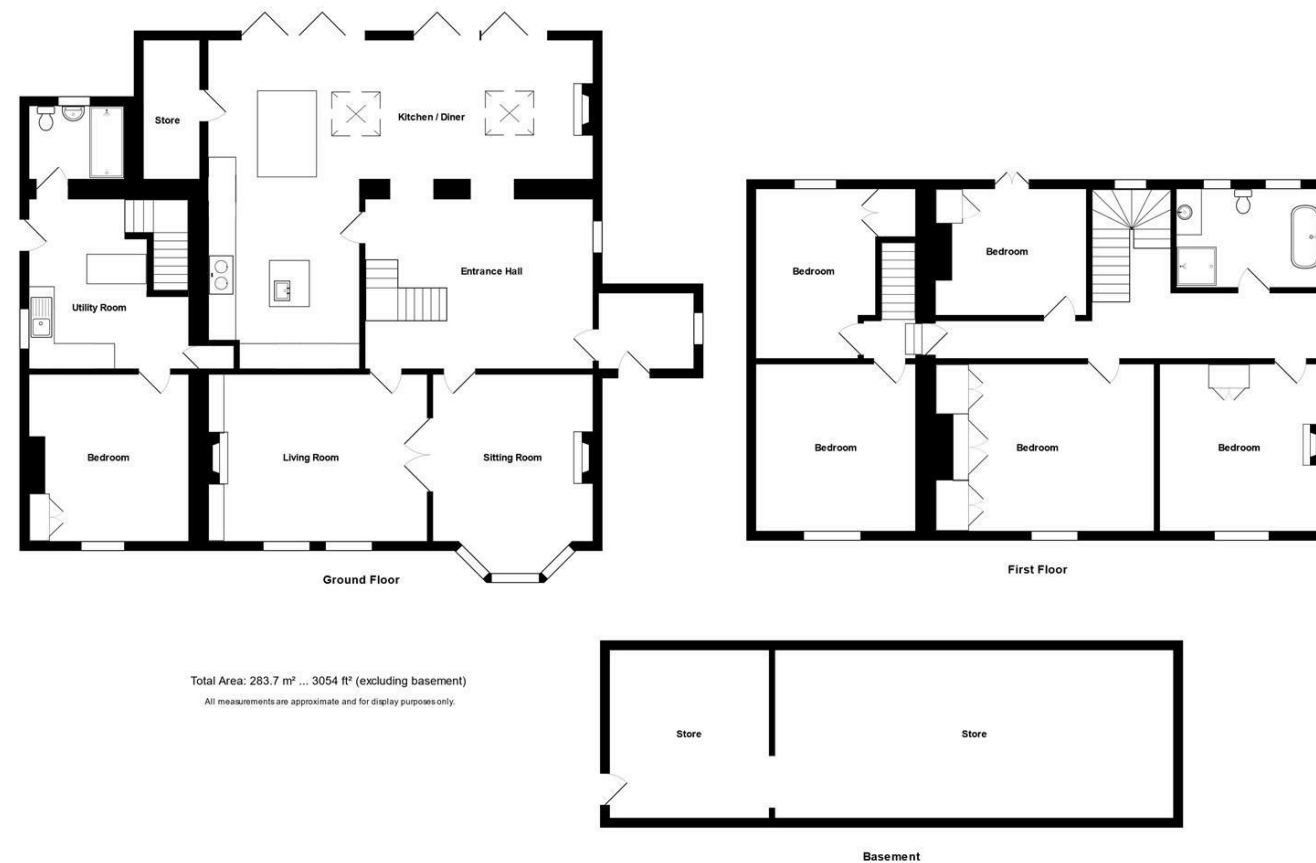 Store
Kitchen / Diner
Entrance Hall
Utility Room
Bedroom
Living Room
Sitting Room
Ground Floor
Bedroom
Bedroom
Bedroom
Bedroom
Bedroom
First Floor
Total Area: 283.7 m² ... 3054 ft² (excluding basement)
All measurements are approximate and for display purposes only.
Store
Store
Basement